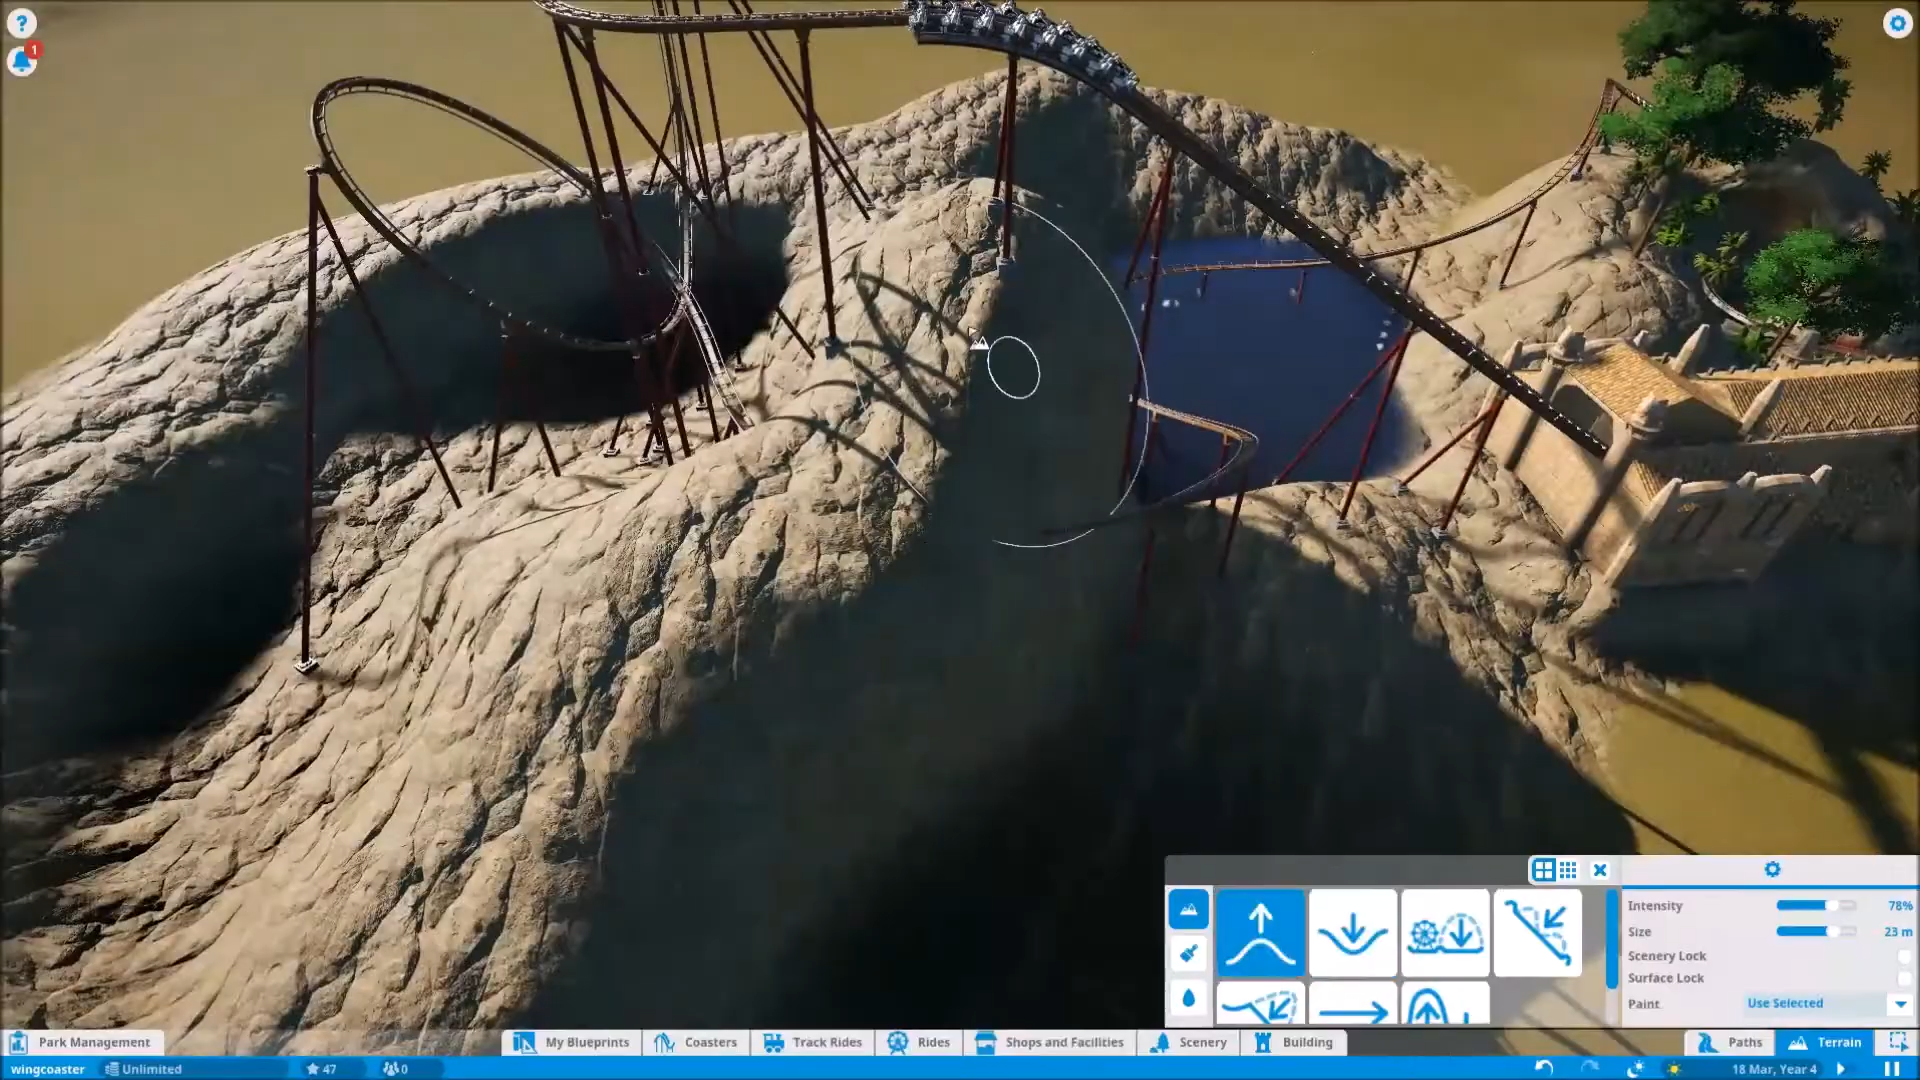 ?
1
Intensity 78%
Size 23 m
Scenery Lock
Surface Lock
Paint Use Selected
Park Management My Blueprints Coasters Track Rides Rides Shops and Facilities Scenery Building Paths Terrain
wingcoaster Unlimited 47 0 18 Mar, Year 4